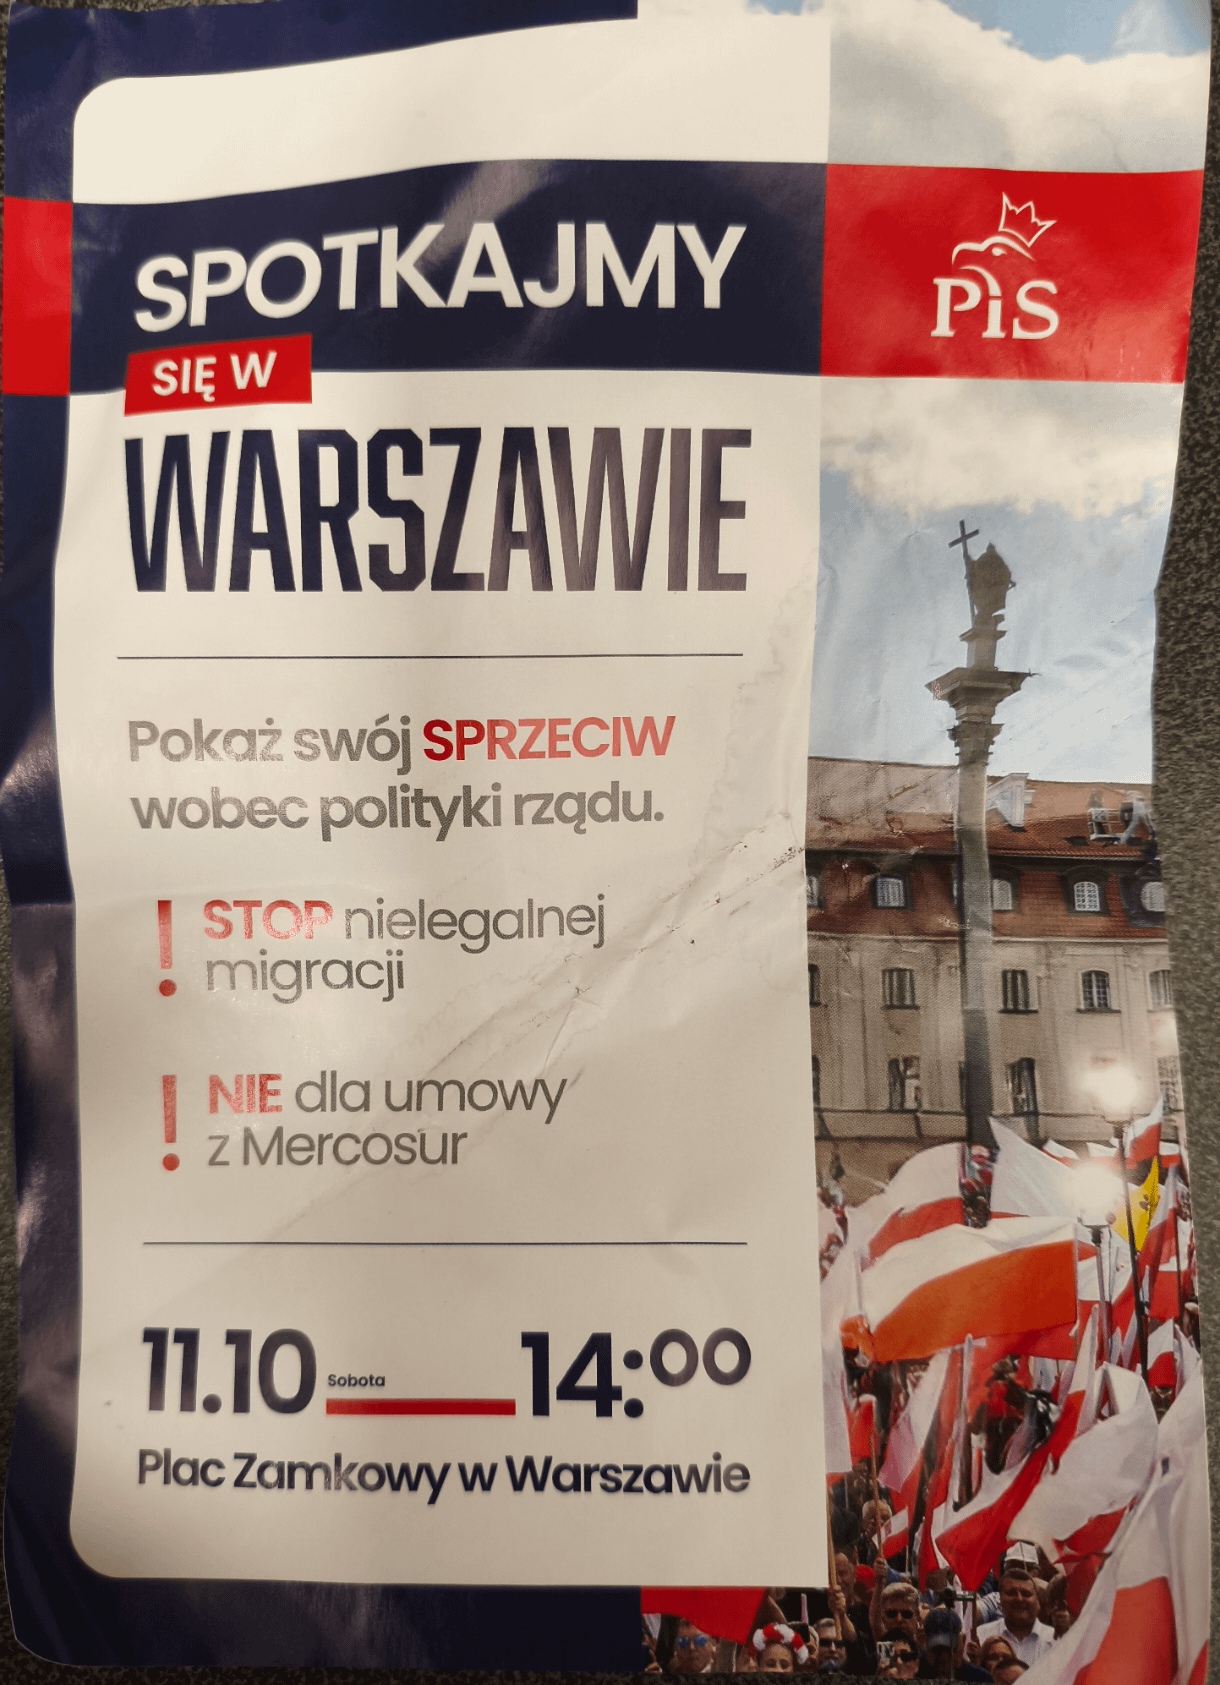 SPOTKAJMY
PiS
SIĘ W
WARSZAWIE
Pokaż swój SPRZECIW
wobec polityki rządu.
! STOP nielegalnej
migracji
! NIE dla umowy
z Mercosur
11.10 Sobota 14:00
Plac Zamkowy w Warszawie